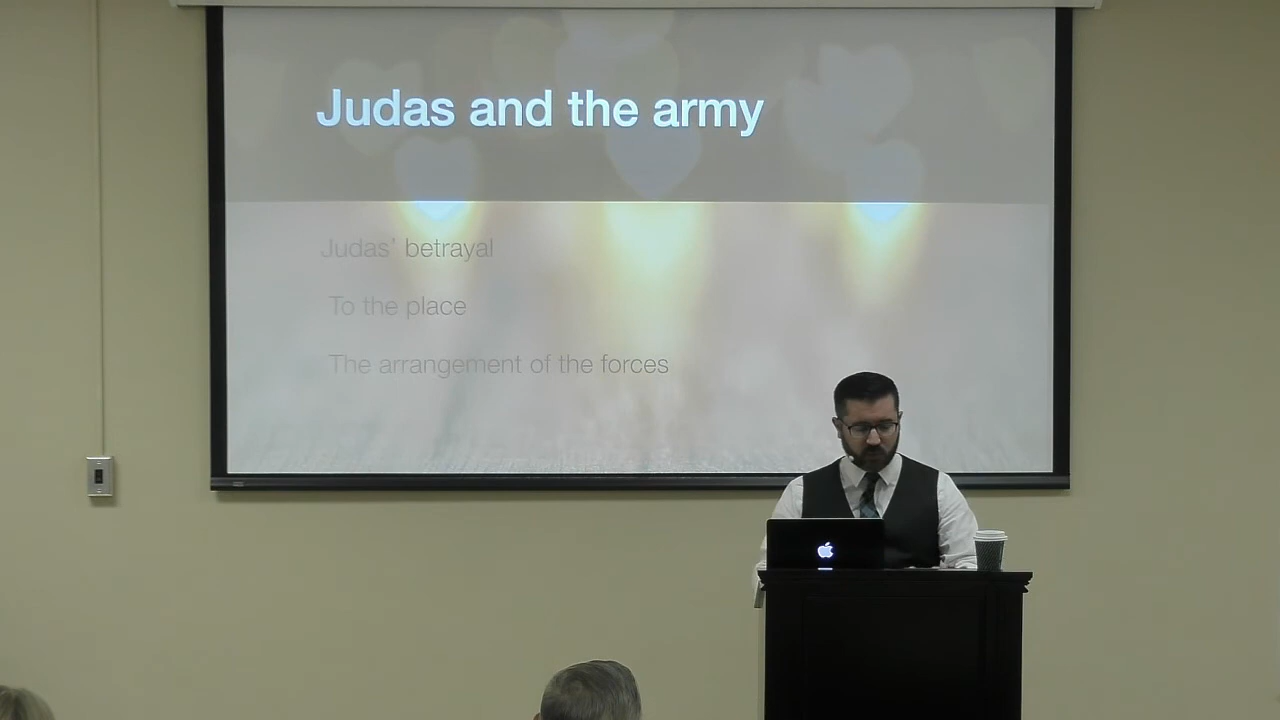 Judas and the army
Judas' betrayal
To the place
The arrangement of the forces